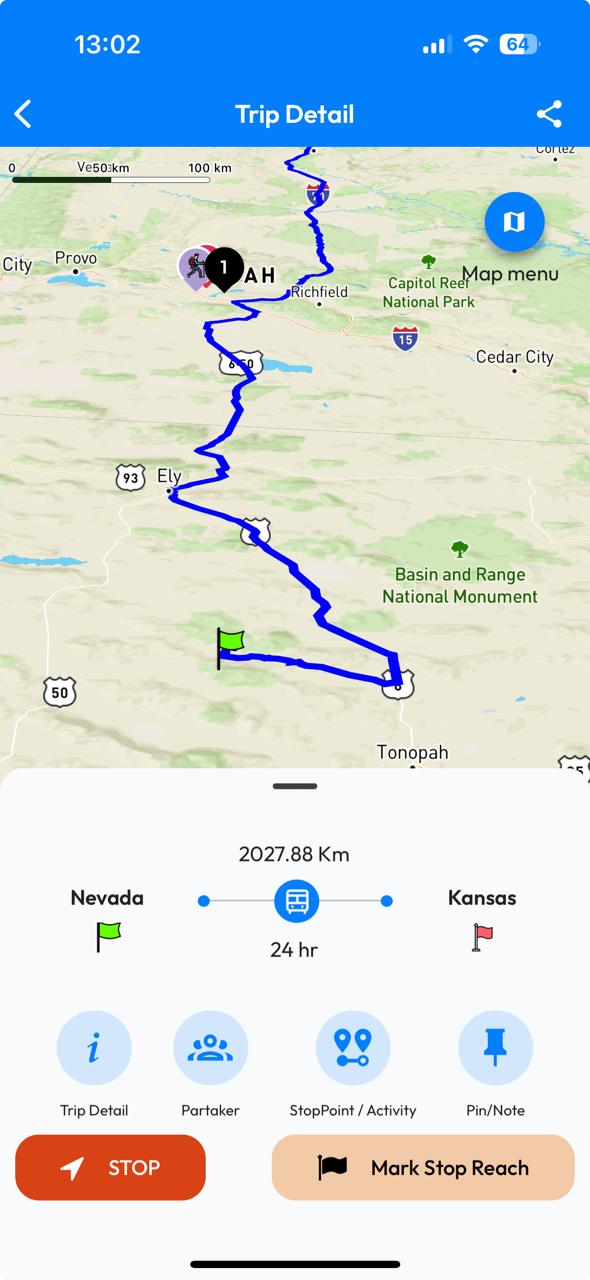 13:02
64
Trip Detail
Cortez
0
50 km
100 km
City
Provo
1
AH
Map menu
Richfield
Capitol Reef
National Park
15
Cedar City
6
50
93
Ely
Basin and Range
National Monument
50
6
Tonopah
2027.88 Km
Nevada
Kansas
24 hr
i
Trip Detail
Partaker
StopPoint / Activity
Pin/Note
STOP
Mark Stop Reach